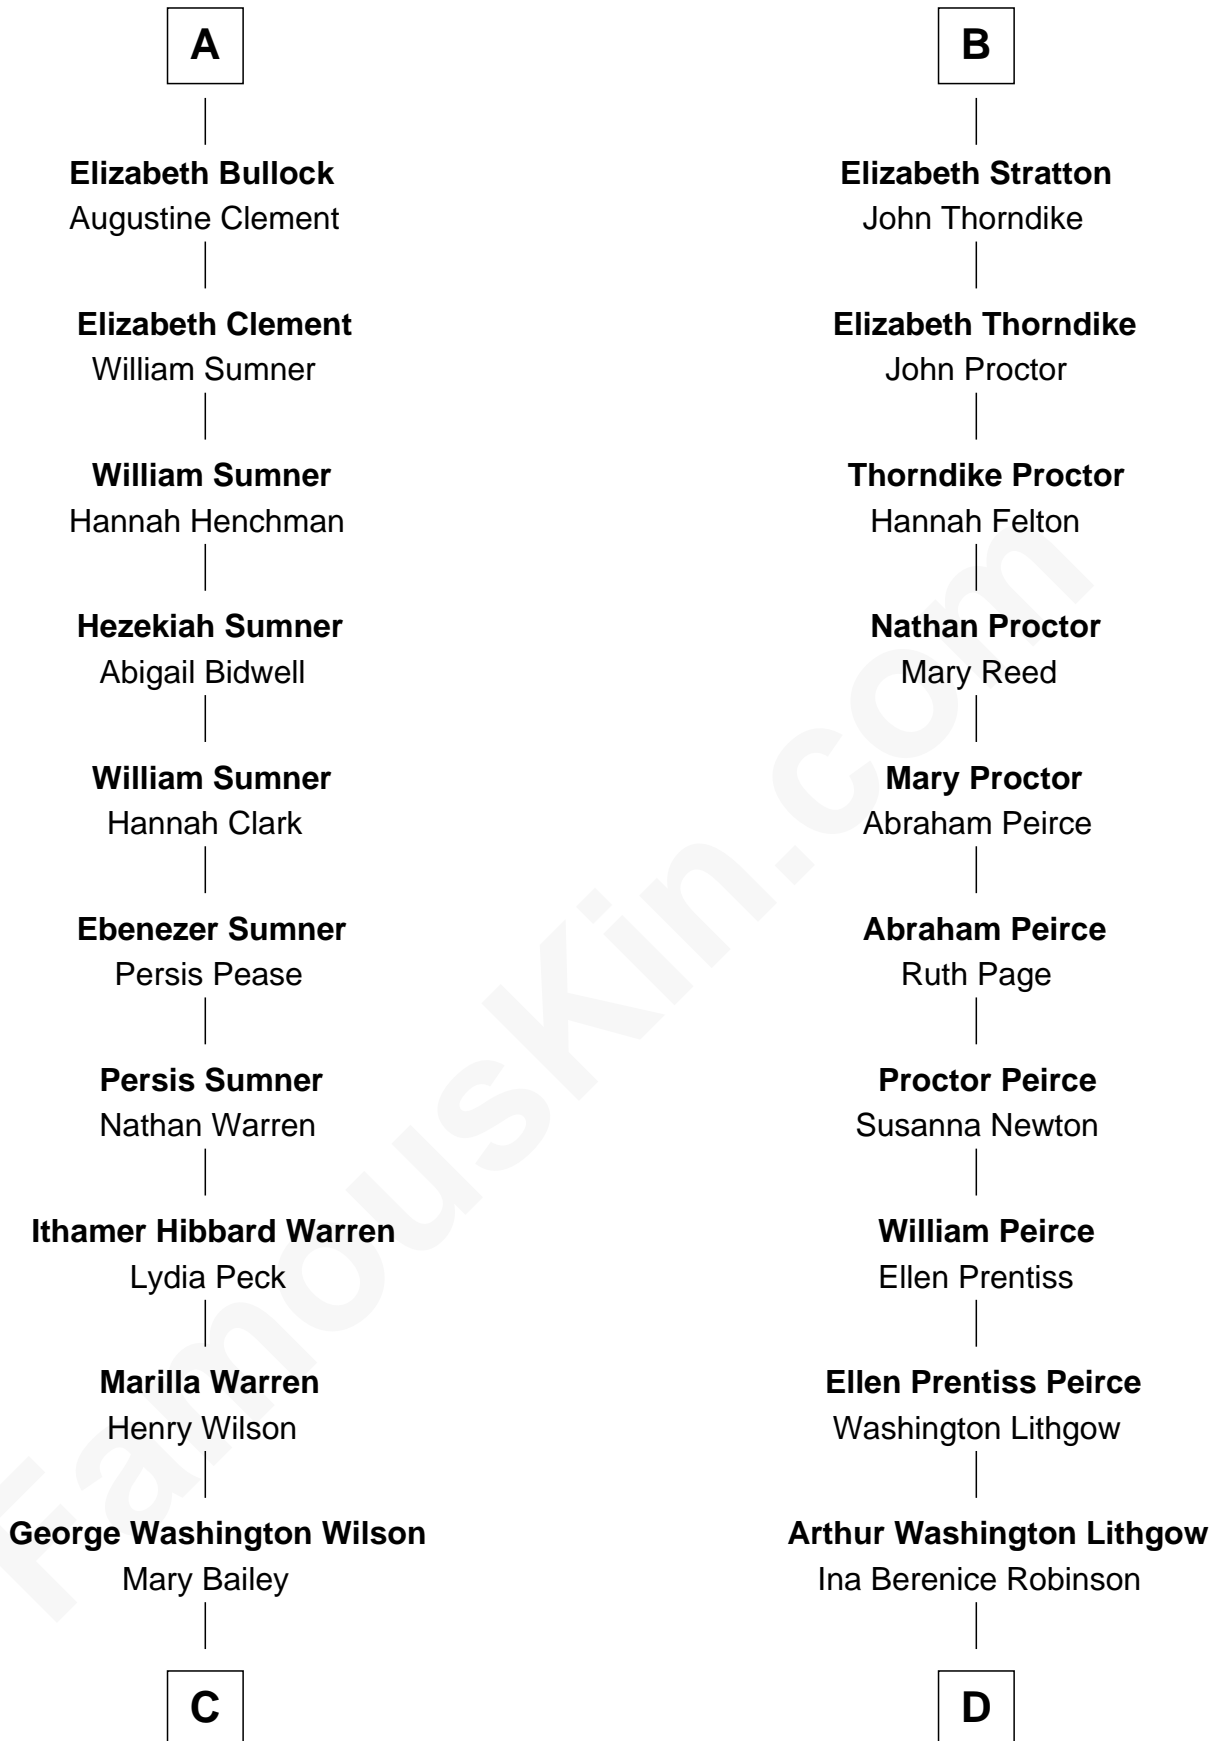 A
Elizabeth Bullock
Augustine Clement
Elizabeth Clement
William Sumner
William Sumner
Hannah Henchman
Hezekiah Sumner
Abigail Bidwell
William Sumner
Hannah Clark
Ebenezer Sumner
Persis Pease
Persis Sumner
Nathan Warren
Ithamer Hibbard Warren
Lydia Peck
Marilla Warren
Henry Wilson
George Washington Wilson
Mary Bailey
C
B
Elizabeth Stratton
John Thorndike
Elizabeth Thorndike
John Proctor
Thorndike Proctor
Hannah Felton
Nathan Proctor
Mary Reed
Mary Proctor
Abraham Peirce
Abraham Peirce
Ruth Page
Proctor Peirce
Susanna Newton
William Peirce
Ellen Prentiss
Ellen Prentiss Peirce
Washington Lithgow
Arthur Washington Lithgow
Ina Berenice Robinson
D
FamousKin.com